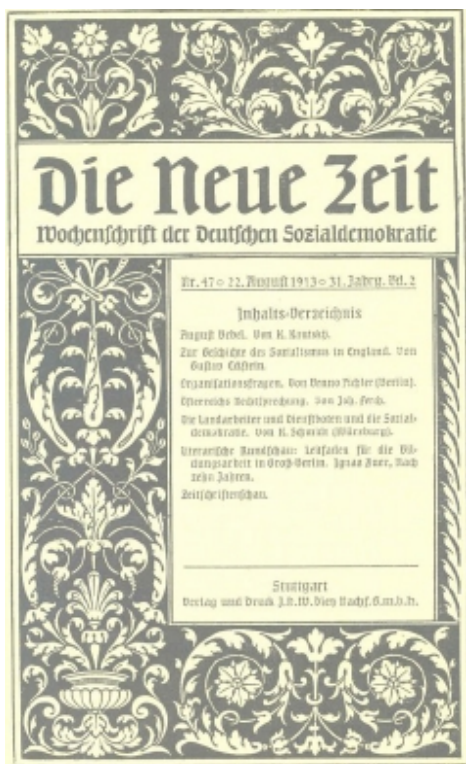 Die Neue Zeit
Wochenschrift der Deutschen Sozialdemokratie
Nr. 47 ○ 22. August 1913 ○ 31. Jahrg. Bd. 2
Inhalts-Verzeichnis
August Bebel. Von K. Kautsky.
Zur Geschichte des Sozialismus in England. Von
Gustav Eckstein.
Organisationsfragen. Von (Berlin).
Österreichs Rechtsprechung. Von Joh. Ferch.
Die Landarbeiter und Dienstboten und die Sozial-
demokratie. Von R. Schmidt (Würzburg).
Literarische Rundschau: Leitfaden für die Bil-
dungsarbeit in Groß-Berlin. Ignaz Auer, Nach
zehn Jahren.
Zeitschriftenschau.
Stuttgart
Verlag und Druck J.H.W. Dietz Nachf. G.m.b.H.